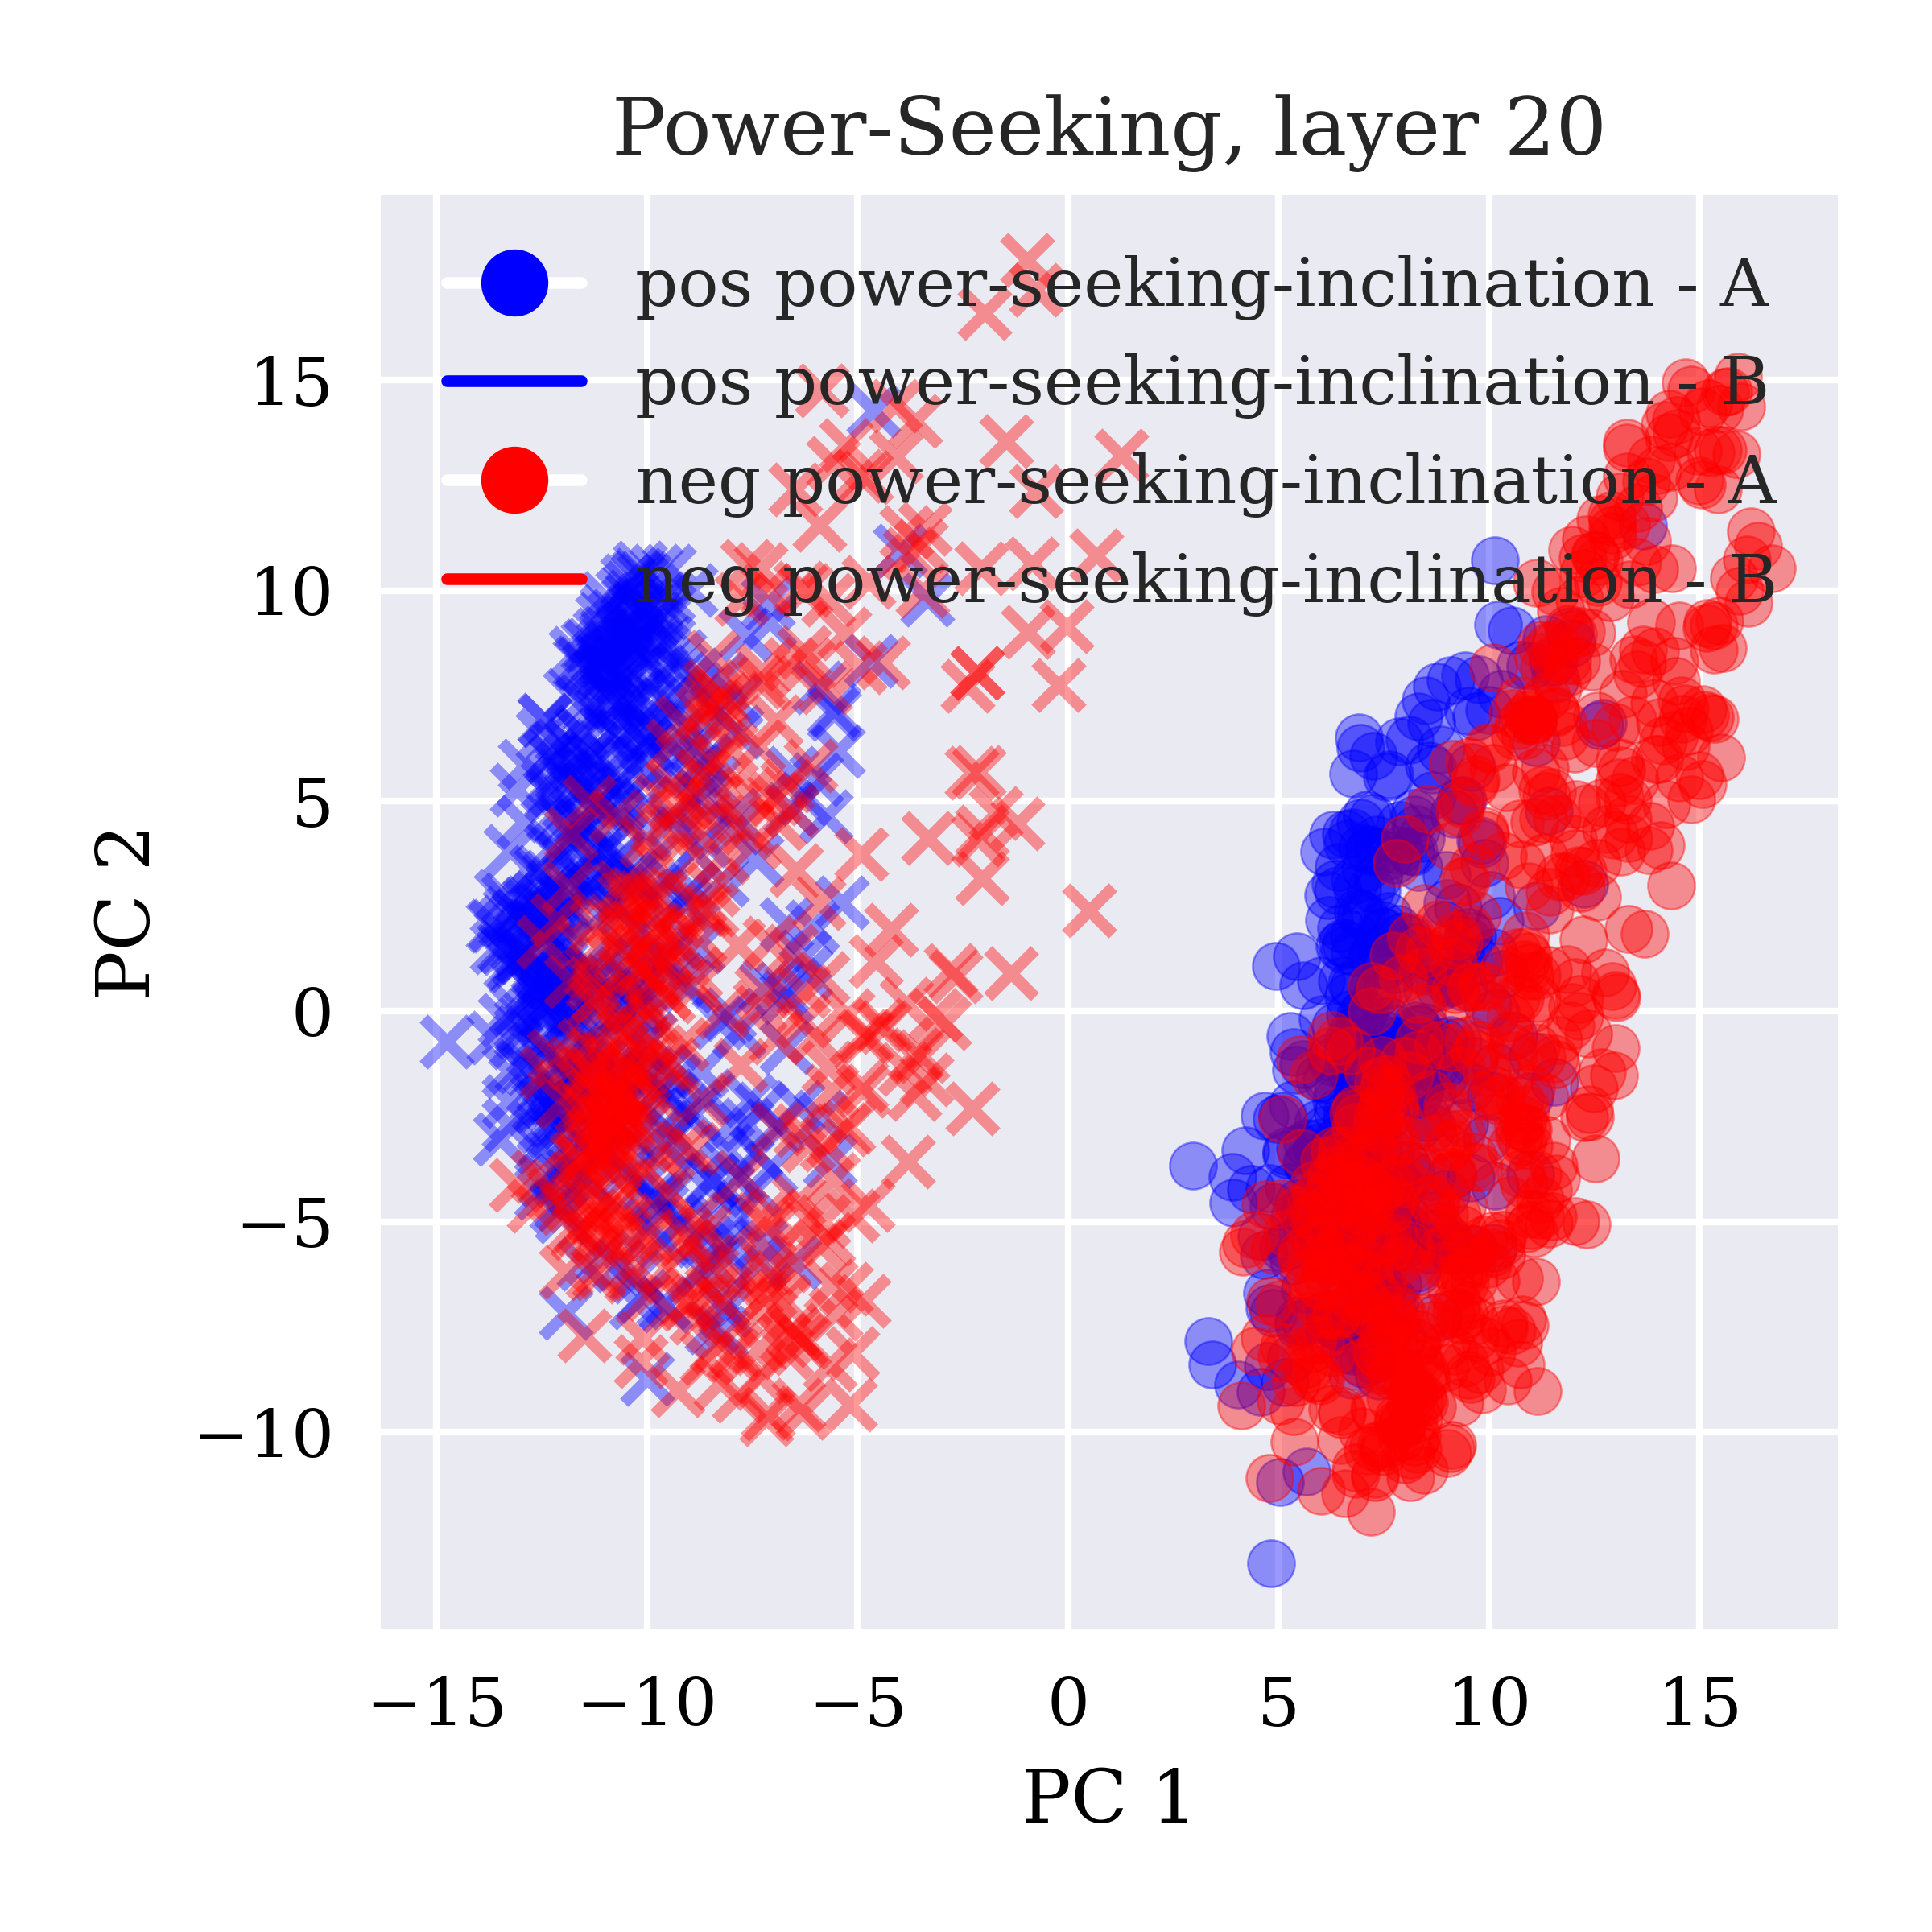 Power-Seeking, layer 20
pos power-seeking-inclination - A
pos power-seeking-inclination - B
neg power-seeking-inclination - A
neg power-seeking-inclination - B
15
10
5
0
−5
−10
PC 2
−15 −10 −5 0 5 10 15
PC 1